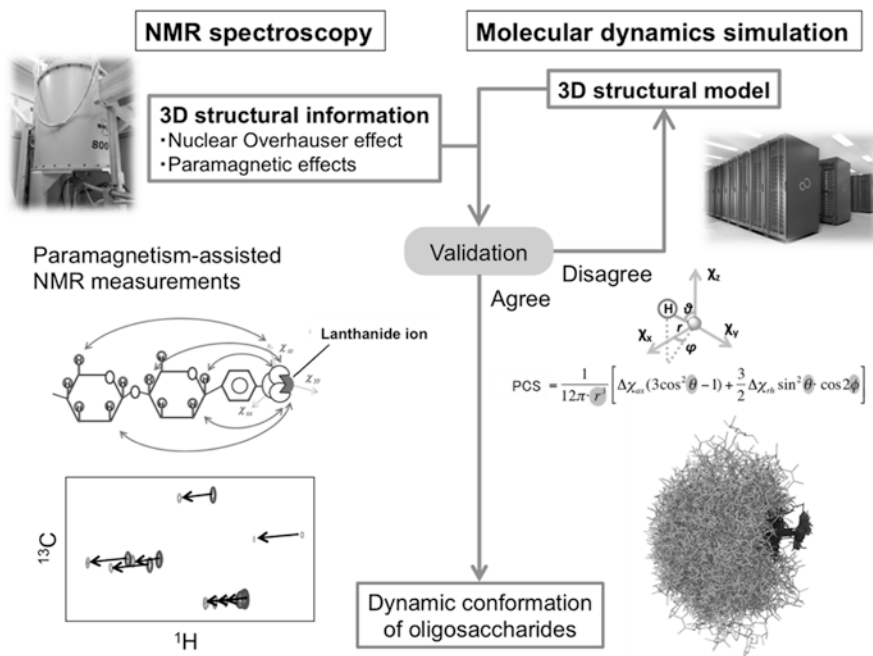 NMR spectroscopy
Molecular dynamics simulation
3D structural information
・Nuclear Overhauser effect
・Paramagnetic effects
3D structural model
800
Validation
Disagree
Agree
Paramagnetism-assisted
NMR measurements
Lanthanide ion
H H H H H H H H
χzz
χyy
χxx
χz
H ϑ
r
χx χy
φ
PCS = 1/(12π·r³) [Δχax(3cos²θ −1) + 3/2 Δχrh sin²θ · cos2ϕ]
13C
1H
Dynamic conformation
of oligosaccharides